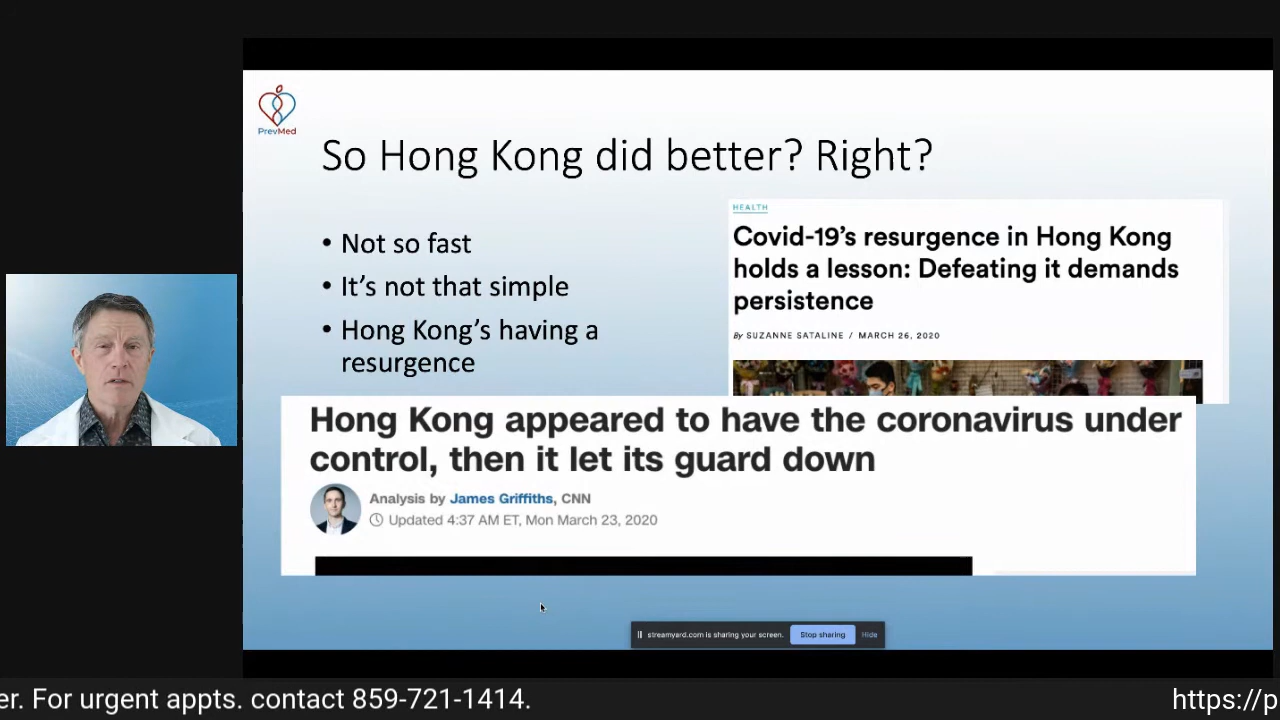 PrevMed
So Hong Kong did better? Right?
• Not so fast
• It's not that simple
• Hong Kong's having a
resurgence
HEALTH
Covid-19's resurgence in Hong Kong
holds a lesson: Defeating it demands
persistence
By SUZANNE SATALINE / MARCH 26, 2020
Hong Kong appeared to have the coronavirus under
control, then it let its guard down
Analysis by James Griffiths, CNN
Updated 4:37 AM ET, Mon March 23, 2020
streamyard.com is sharing your screen. Stop sharing Hide
er. For urgent appts. contact 859-721-1414. https://p